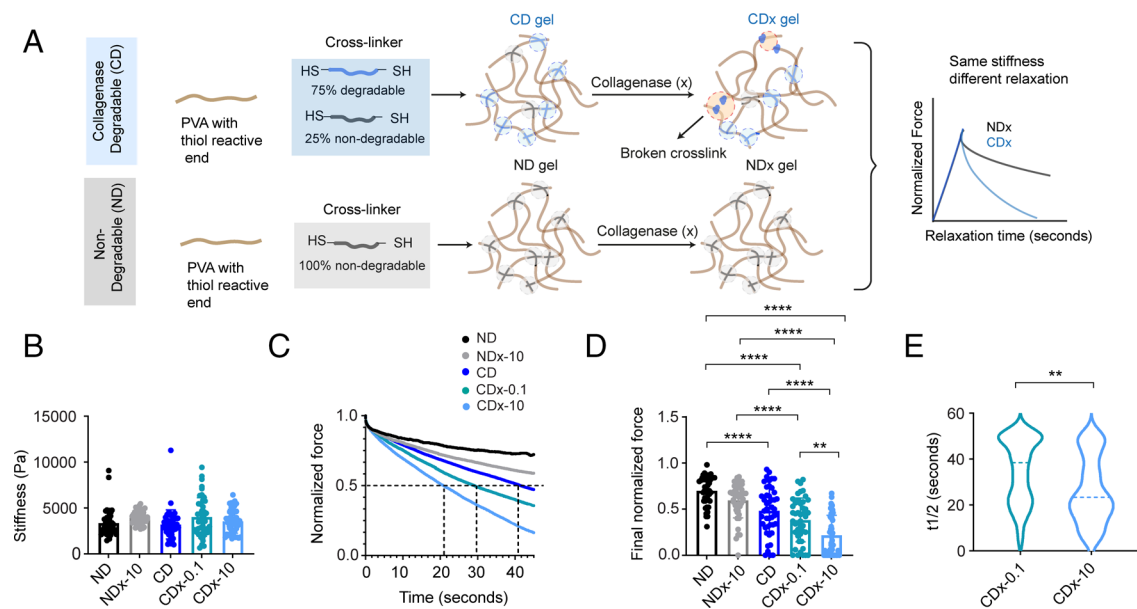 A
Collagenase
Degradable (CD)
PVA with
thiol reactive
end
Cross-linker
HS
SH
75% degradable
HS
SH
25% non-degradable
CD gel
Collagenase (x)
CDx gel
Broken crosslink
Same stiffness
different relaxation
Normalized Force
NDx
CDx
Relaxation time (seconds)
Non-
Degradable (ND)
PVA with
thiol reactive
end
Cross-linker
HS
SH
100% non-degradable
ND gel
Collagenase (x)
NDx gel
B
Stiffness (Pa)
15000
10000
5000
0
ND
NDx-10
CD
CDx-0.1
CDx-10
C
ND
NDx-10
CD
CDx-0.1
CDx-10
Normalized force
1.0
0.5
0.0
0
10
20
30
40
Time (seconds)
D
****
****
****
****
****
****
**
Final normalized force
1.5
1.0
0.5
0.0
ND
NDx-10
CD
CDx-0.1
CDx-10
E
**
t1/2 (seconds)
60
40
20
0
CDx-0.1
CDx-10